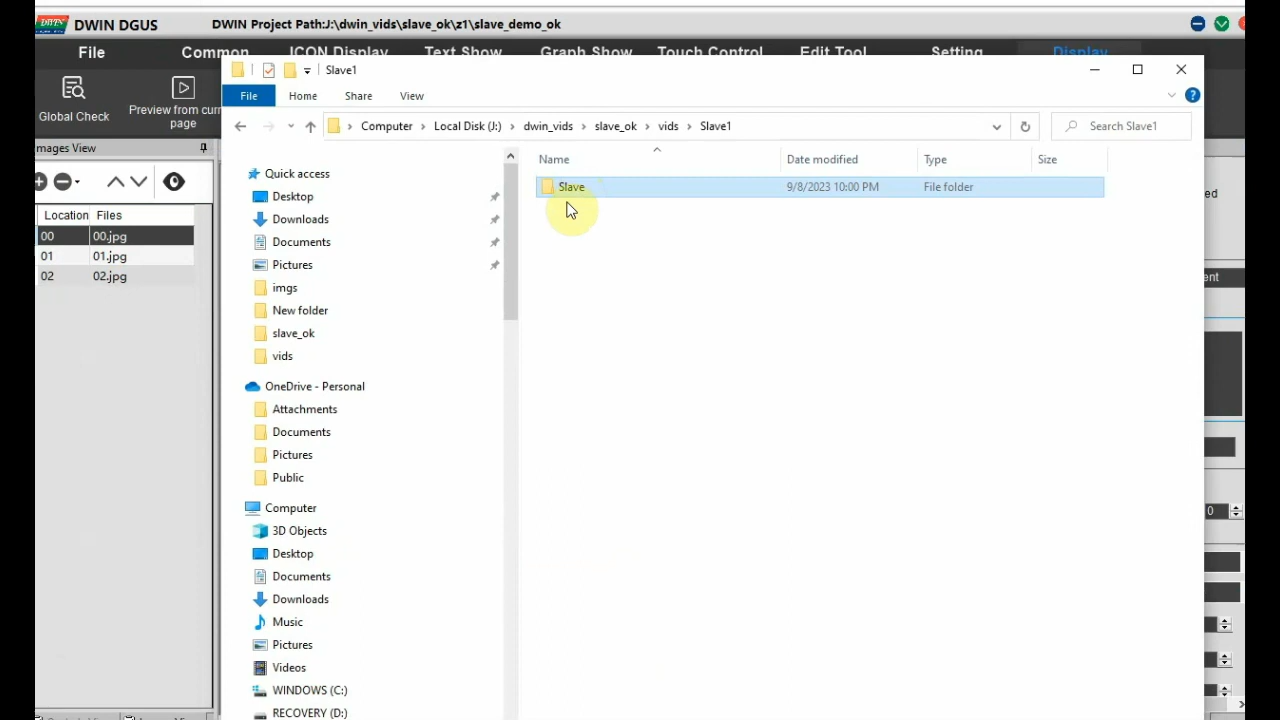 DWIN DGUS
DWIN Project Path:J:\dwin_vids\slave_ok\z1\slave_demo_ok
File Common ICON Display Text Show Graph Show Touch Control Edit Tool Setting Display
Global Check
Preview from curr
page
Slave1
File Home Share View
Computer Local Disk (J:) dwin_vids slave_ok vids Slave1
Search Slave1
mages View
Location Files
00 00.jpg
01 01.jpg
02 02.jpg
Quick access
Desktop
Downloads
Documents
Pictures
imgs
New folder
slave_ok
vids
OneDrive - Personal
Attachments
Documents
Pictures
Public
Computer
3D Objects
Desktop
Documents
Downloads
Music
Pictures
Videos
WINDOWS (C:)
RECOVERY (D:)
Name Date modified Type Size
Slave 9/8/2023 10:00 PM File folder
ed
ent
0